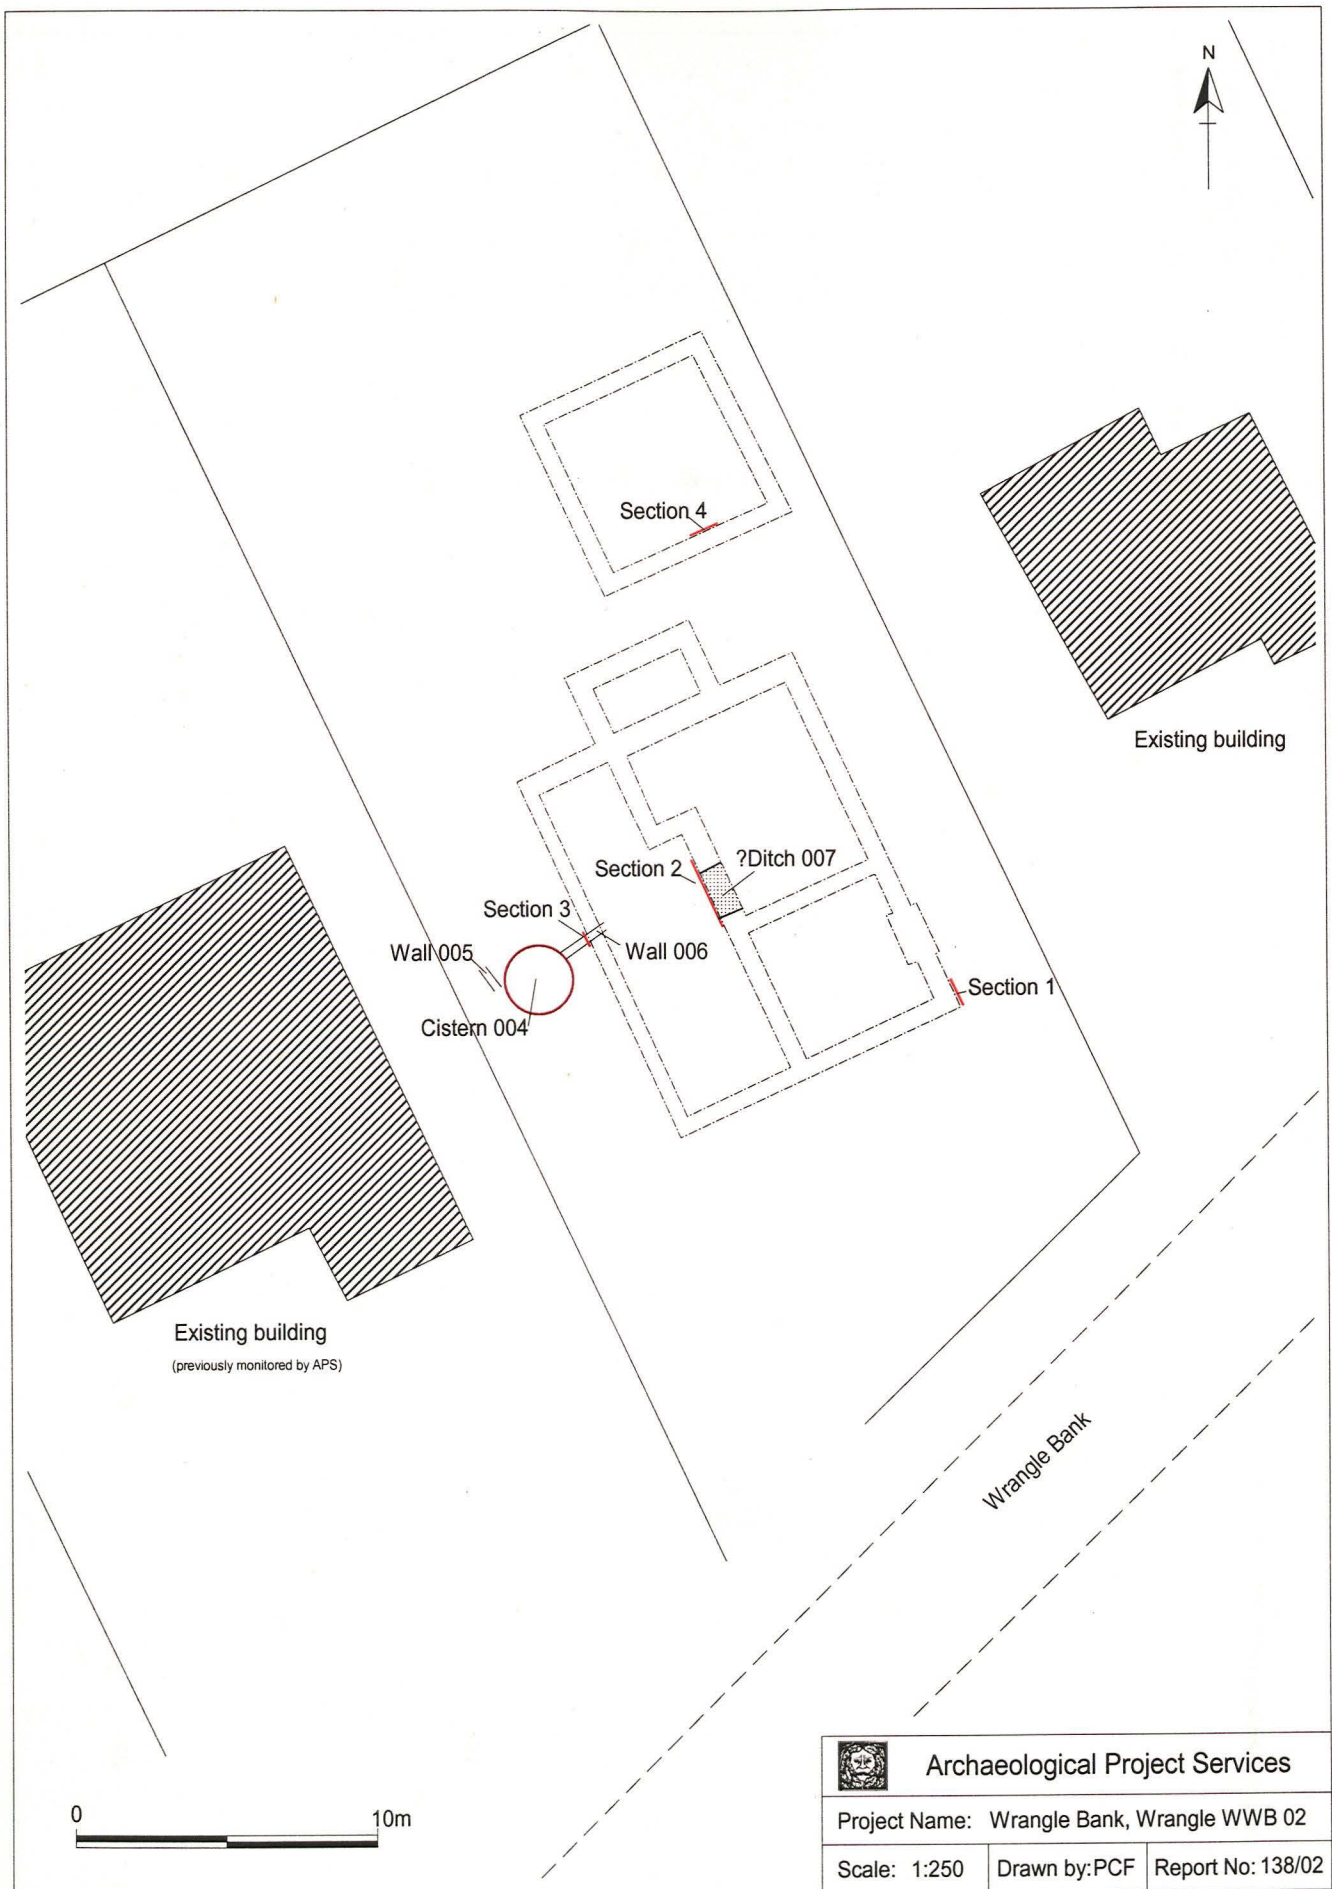 N
Section 4
Existing building
Section 2
?Ditch 007
Section 3
Wall 005
Wall 006
Section 1
Cistern 004
Existing building
(previously monitored by APS)
Wrangle Bank
0
10m
Archaeological Project Services
Project Name: Wrangle Bank, Wrangle WWB 02
Scale: 1:250
Drawn by:PCF
Report No: 138/02